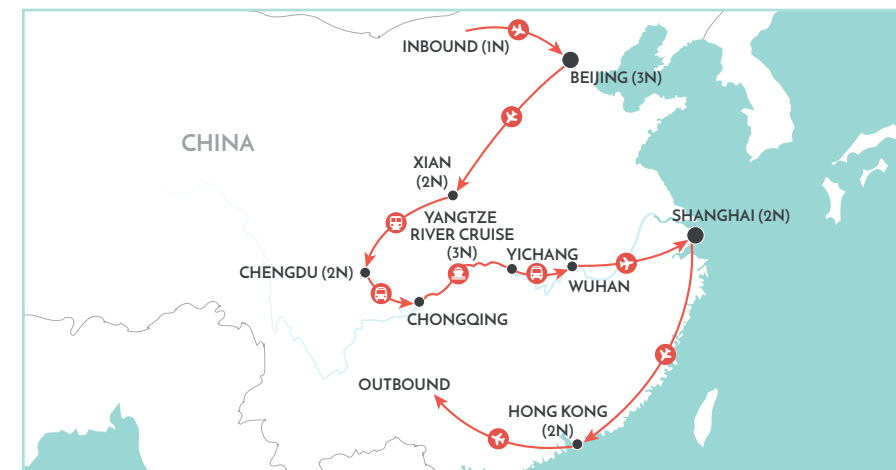 INBOUND (1N)
BEIJING (3N)
CHINA
XIAN
(2N)
YANGTZE
RIVER CRUISE
(3N)
SHANGHAI (2N)
YICHANG
CHENGDU (2N)
WUHAN
CHONGQING
OUTBOUND
HONG KONG
(2N)